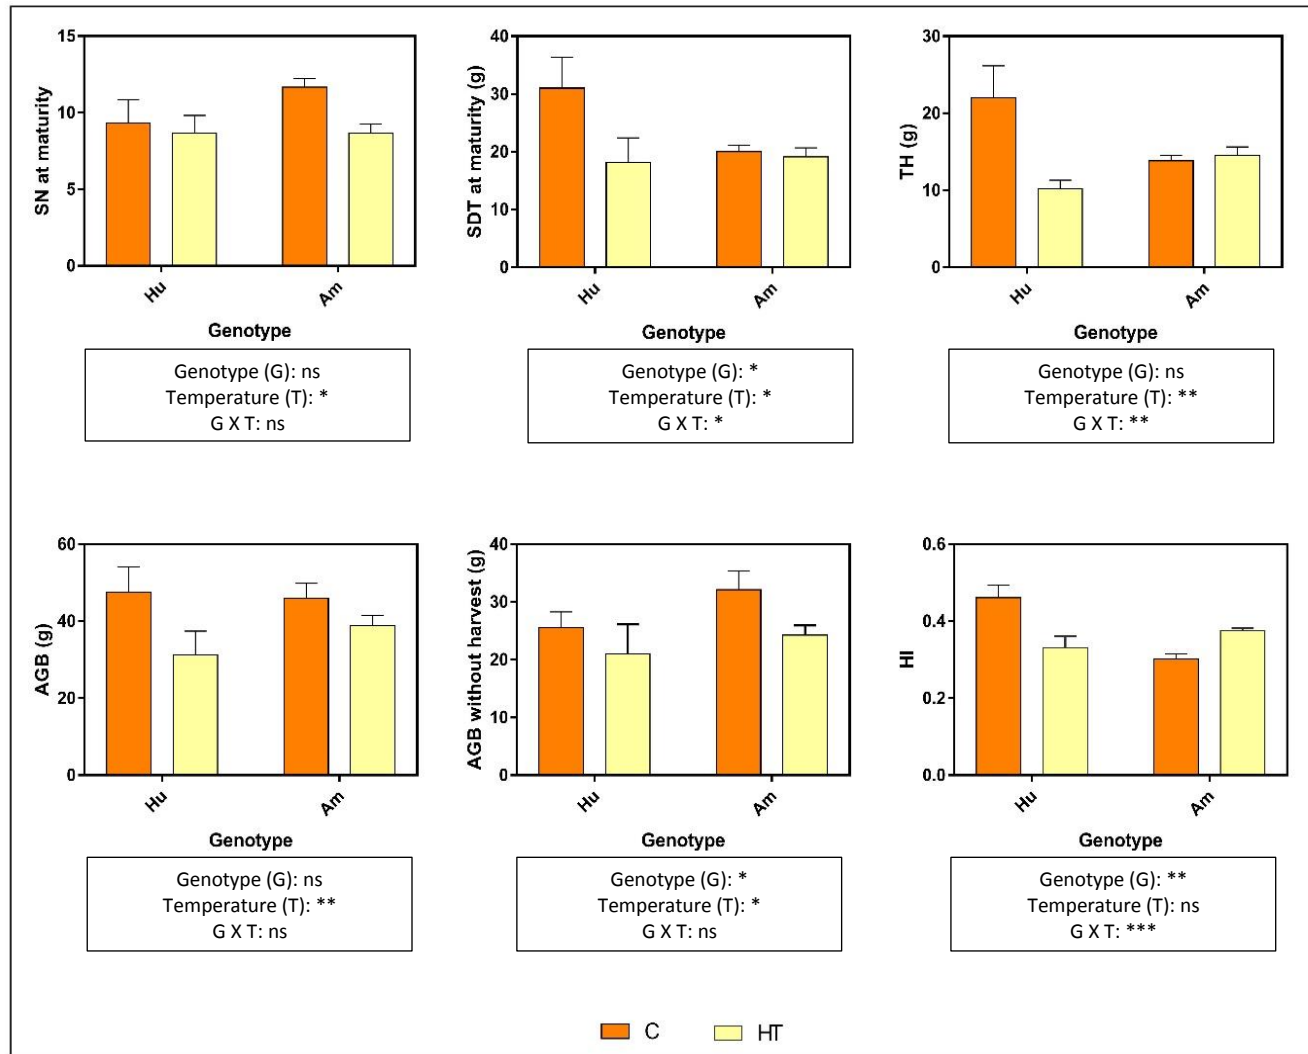 SN at maturity
15
10
5
0
Hu
Am
Genotype
Genotype (G): ns
Temperature (T): *
G X T: ns
SDT at maturity (g)
40
30
20
10
0
Hu
Am
Genotype
Genotype (G): *
Temperature (T): *
G X T: *
TH (g)
30
20
10
0
Hu
Am
Genotype
Genotype (G): ns
Temperature (T): **
G X T: **
AGB (g)
60
40
20
0
Hu
Am
Genotype
Genotype (G): ns
Temperature (T): **
G X T: ns
AGB without harvest (g)
40
30
20
10
0
Hu
Am
Genotype
Genotype (G): *
Temperature (T): *
G X T: ns
HI
0.6
0.4
0.2
0.0
Hu
Am
Genotype
Genotype (G): **
Temperature (T): ns
G X T: ***
C
HT